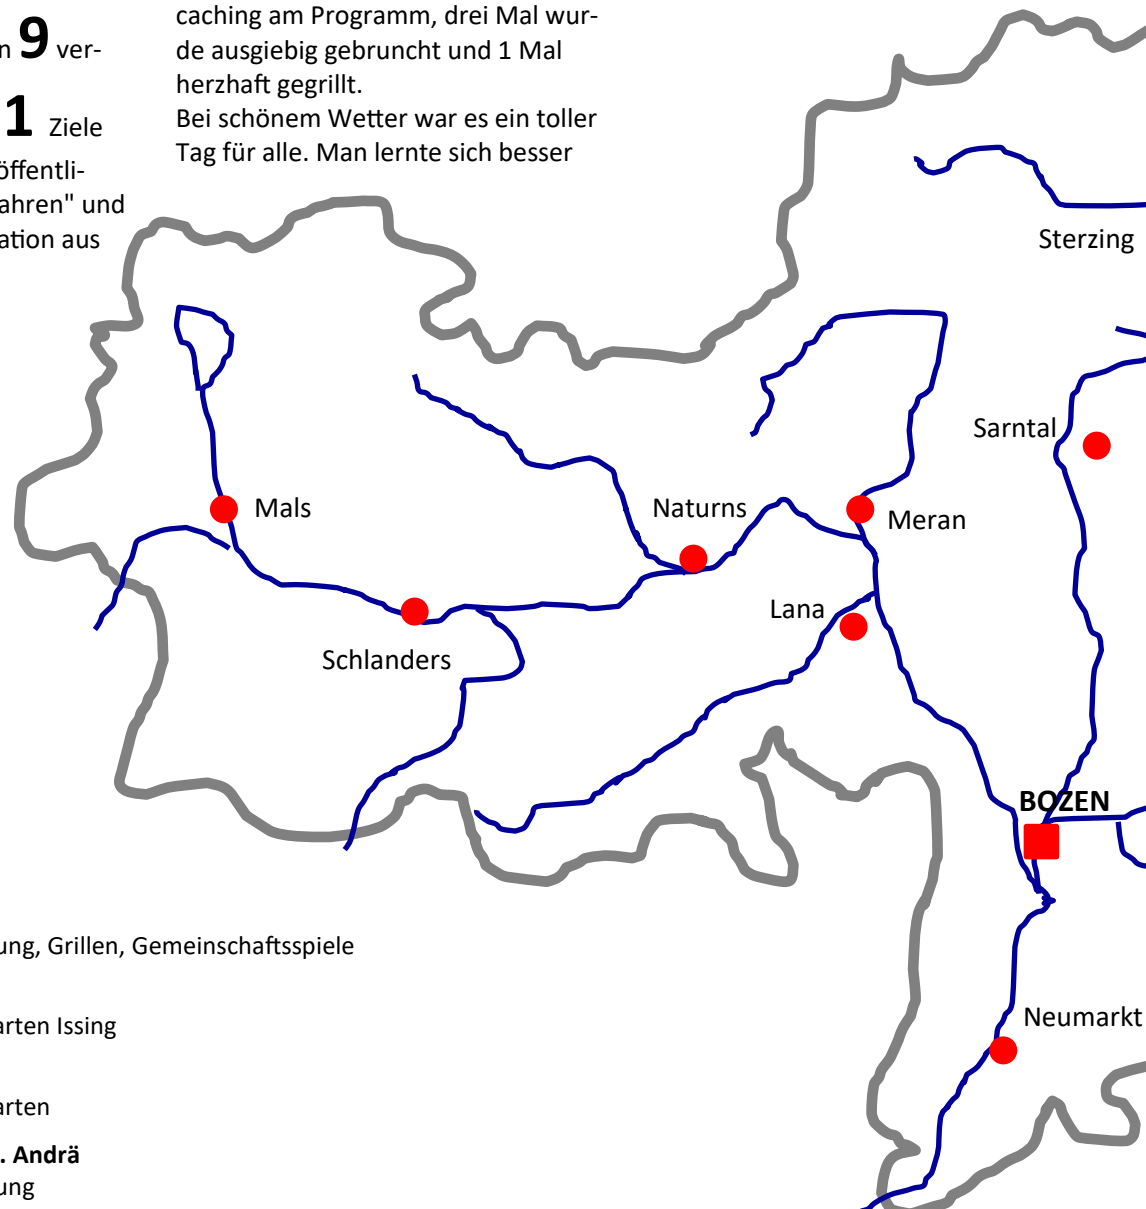 n 9 ver-
1 Ziele
öffentli-
ahren" und
ation aus
caching am Programm, drei Mal wur-
de ausgiebig gebruncht und 1 Mal
herzhaft gegrillt.
Bei schönem Wetter war es ein toller
Tag für alle. Man lernte sich besser
Sterzing
Sarntal
Mals
Naturns
Meran
Lana
Schlanders
BOZEN
Neumarkt
ung, Grillen, Gemeinschaftsspiele
arten Issing
arten
. Andrä
ung